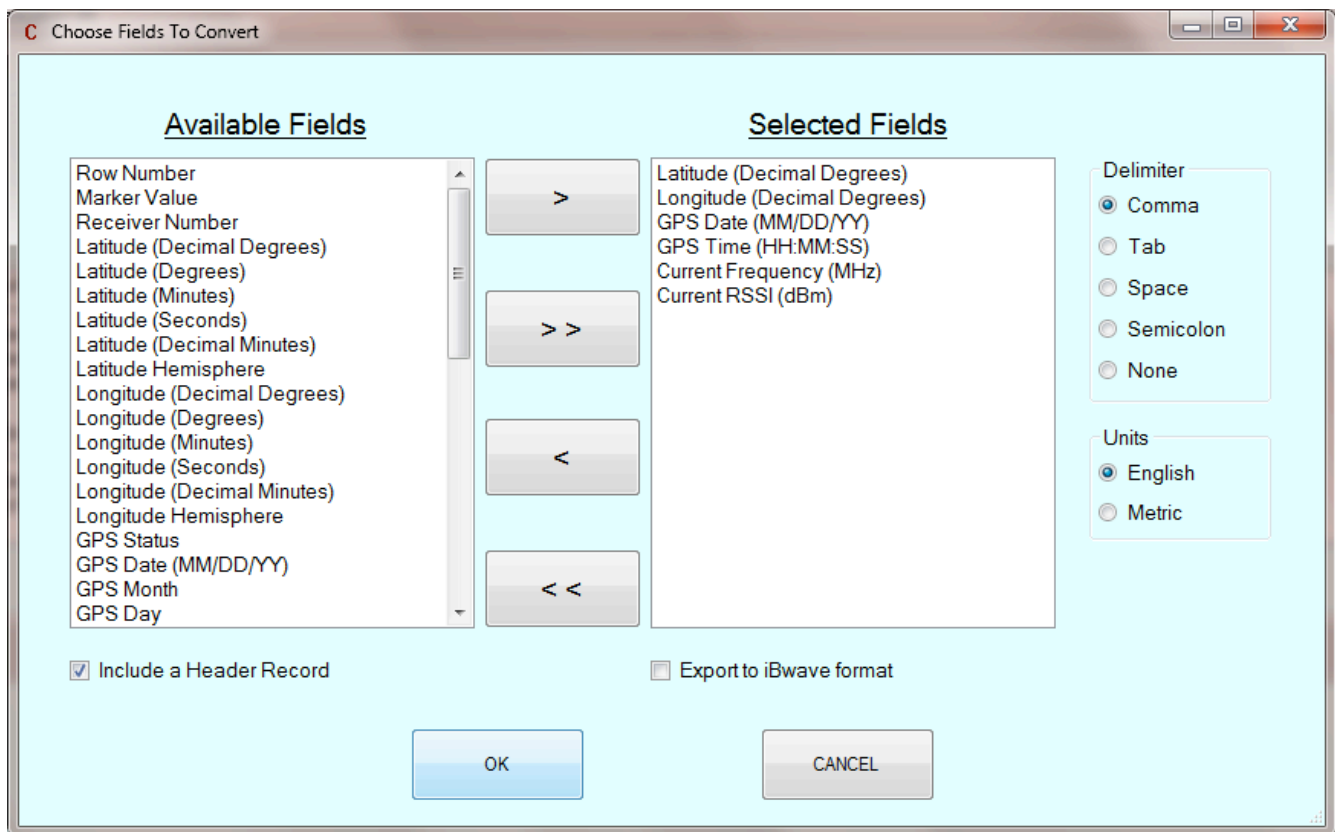 C Choose Fields To Convert
Available Fields
Row Number
Marker Value
Receiver Number
Latitude (Decimal Degrees)
Latitude (Degrees)
Latitude (Minutes)
Latitude (Seconds)
Latitude (Decimal Minutes)
Latitude Hemisphere
Longitude (Decimal Degrees)
Longitude (Degrees)
Longitude (Minutes)
Longitude (Seconds)
Longitude (Decimal Minutes)
Longitude Hemisphere
GPS Status
GPS Date (MM/DD/YY)
GPS Month
GPS Day
>
> >
<
< <
Selected Fields
Latitude (Decimal Degrees)
Longitude (Decimal Degrees)
GPS Date (MM/DD/YY)
GPS Time (HH:MM:SS)
Current Frequency (MHz)
Current RSSI (dBm)
Delimiter
Comma
Tab
Space
Semicolon
None
Units
English
Metric
Include a Header Record
Export to iBwave format
OK
CANCEL